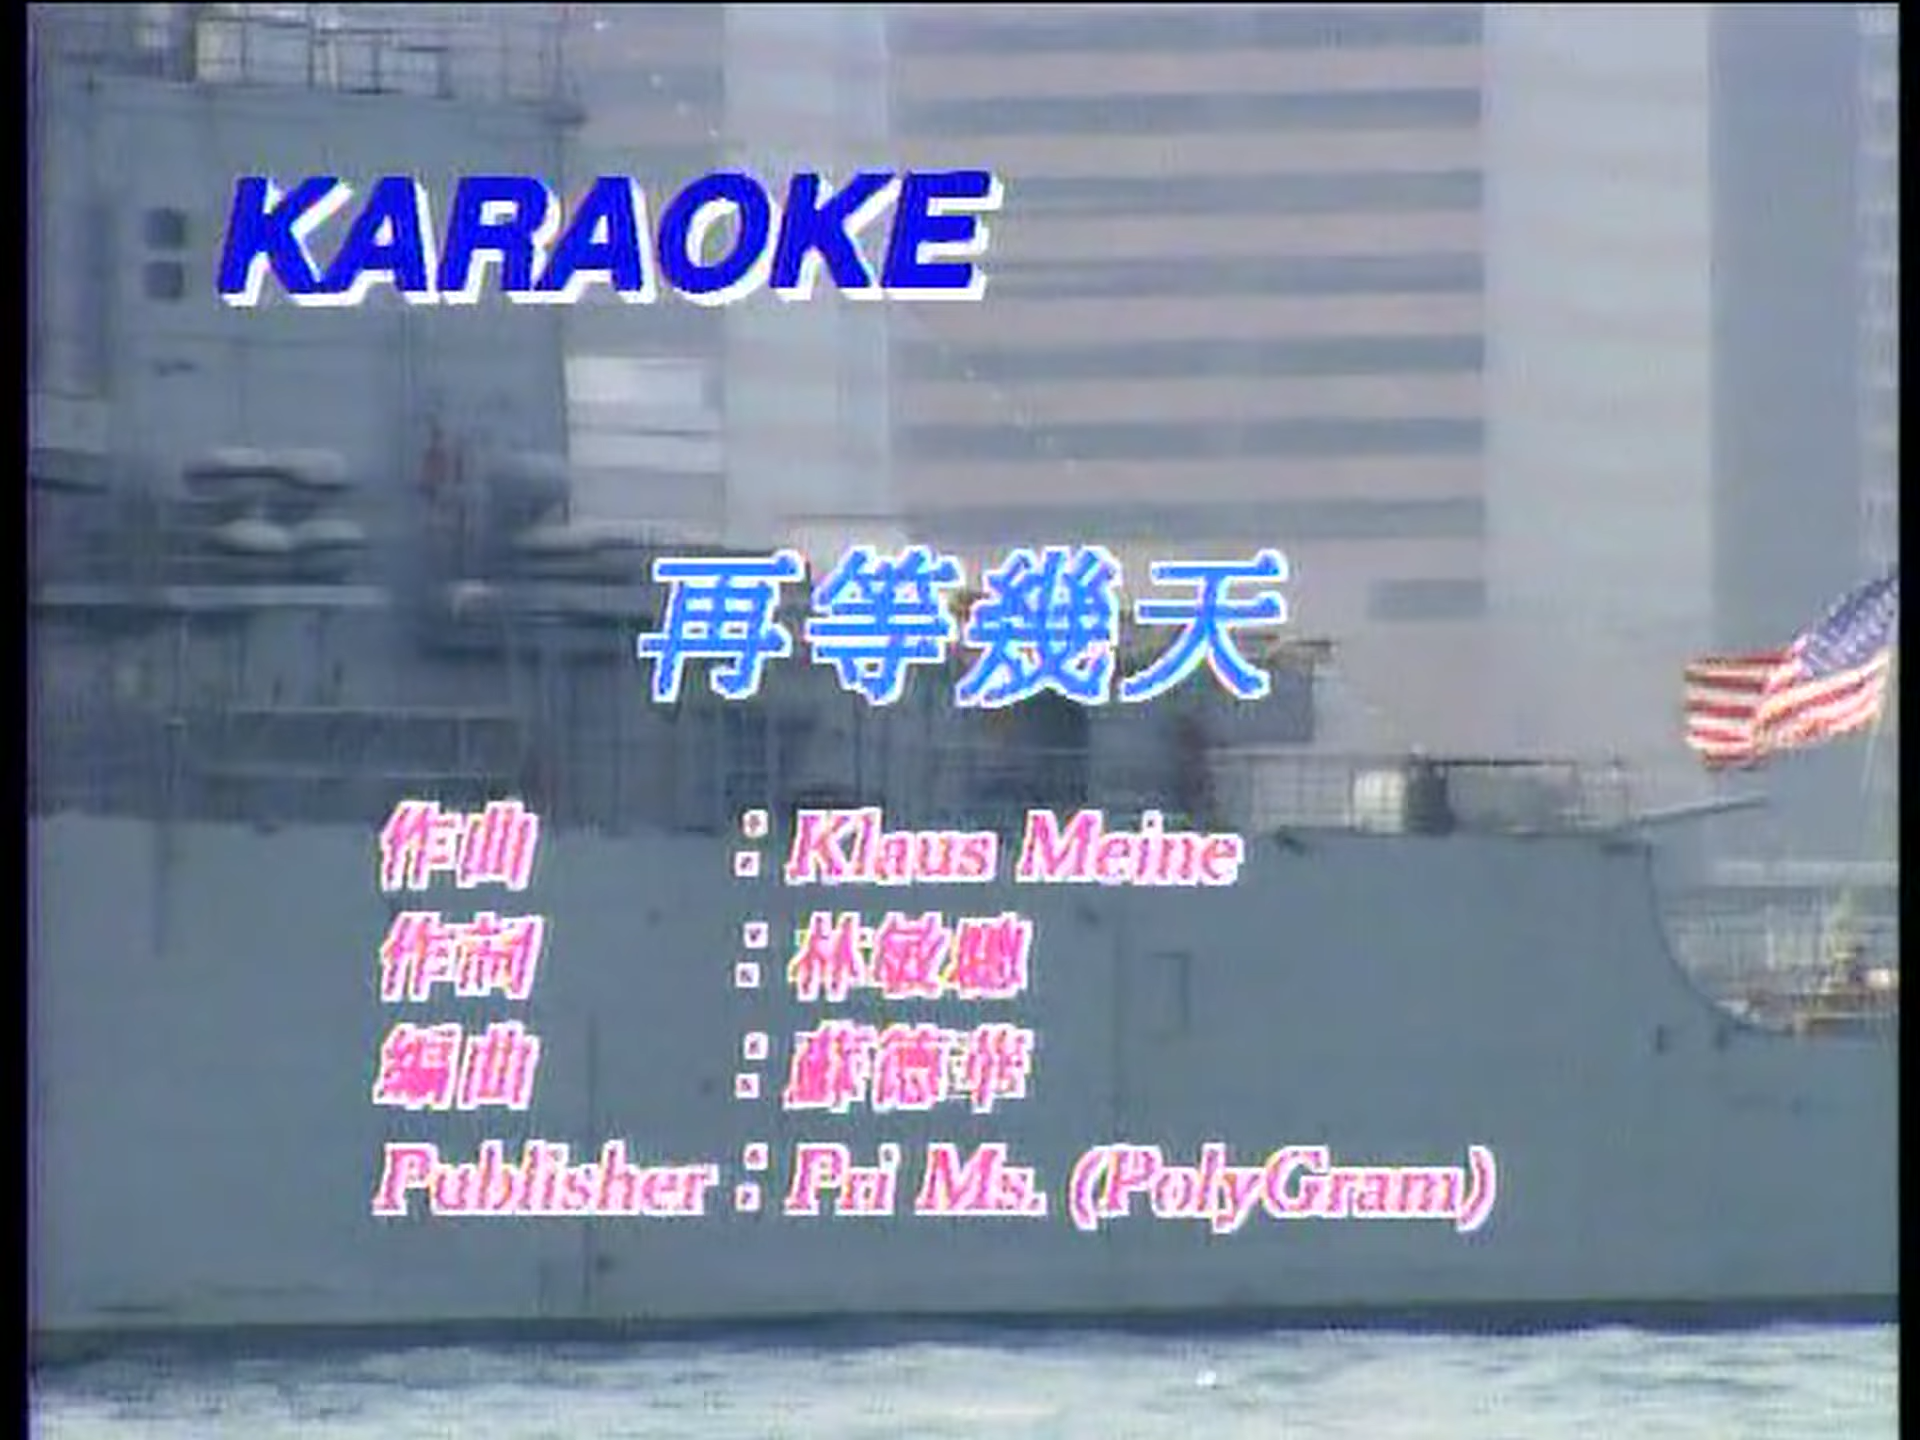 KARAOKE
再等幾天
作曲 : Klaus Meine
作詞 : 林敏聰
編曲 : 蘇德華
Publisher : Pri Ms. (PolyGram)